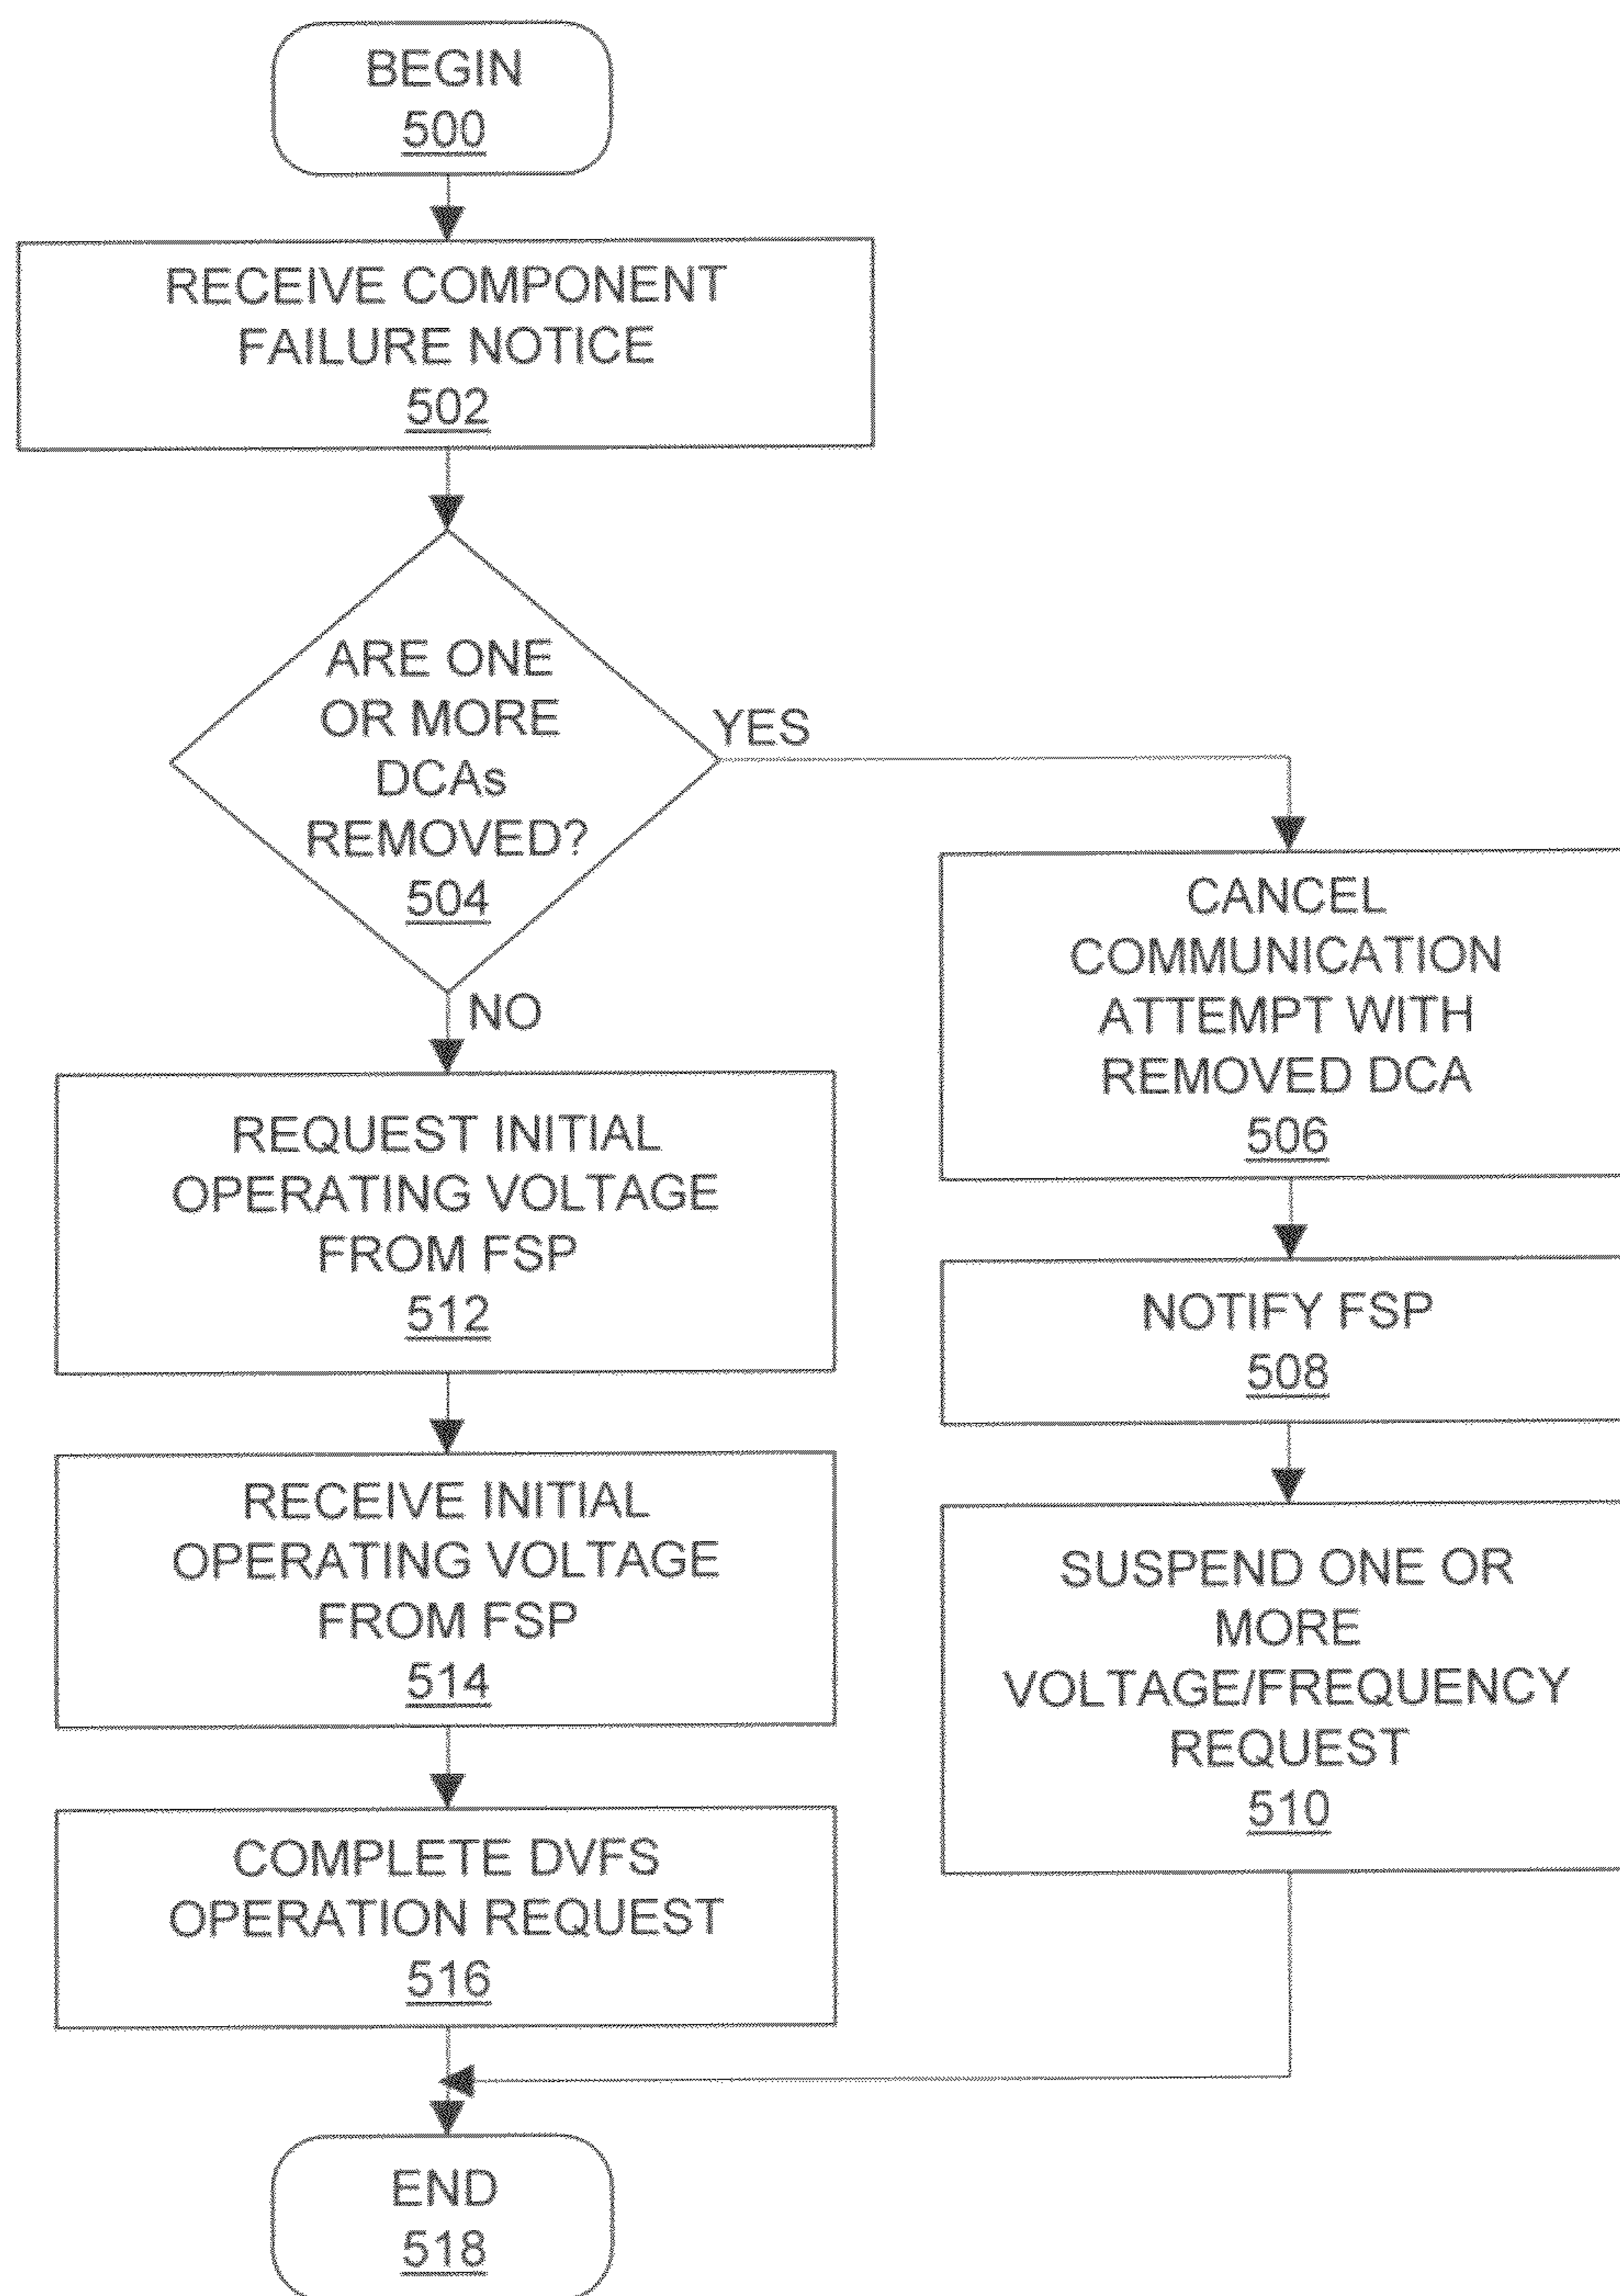 BEGIN
500
RECEIVE COMPONENT
FAILURE NOTICE
502
ARE ONE
OR MORE
DCAs
REMOVED?
504
YES
NO
CANCEL
COMMUNICATION
ATTEMPT WITH
REMOVED DCA
506
NOTIFY FSP
508
SUSPEND ONE OR
MORE
VOLTAGE/FREQUENCY
REQUEST
510
REQUEST INITIAL
OPERATING VOLTAGE
FROM FSP
512
RECEIVE INITIAL
OPERATING VOLTAGE
FROM FSP
514
COMPLETE DVFS
OPERATION REQUEST
516
END
518